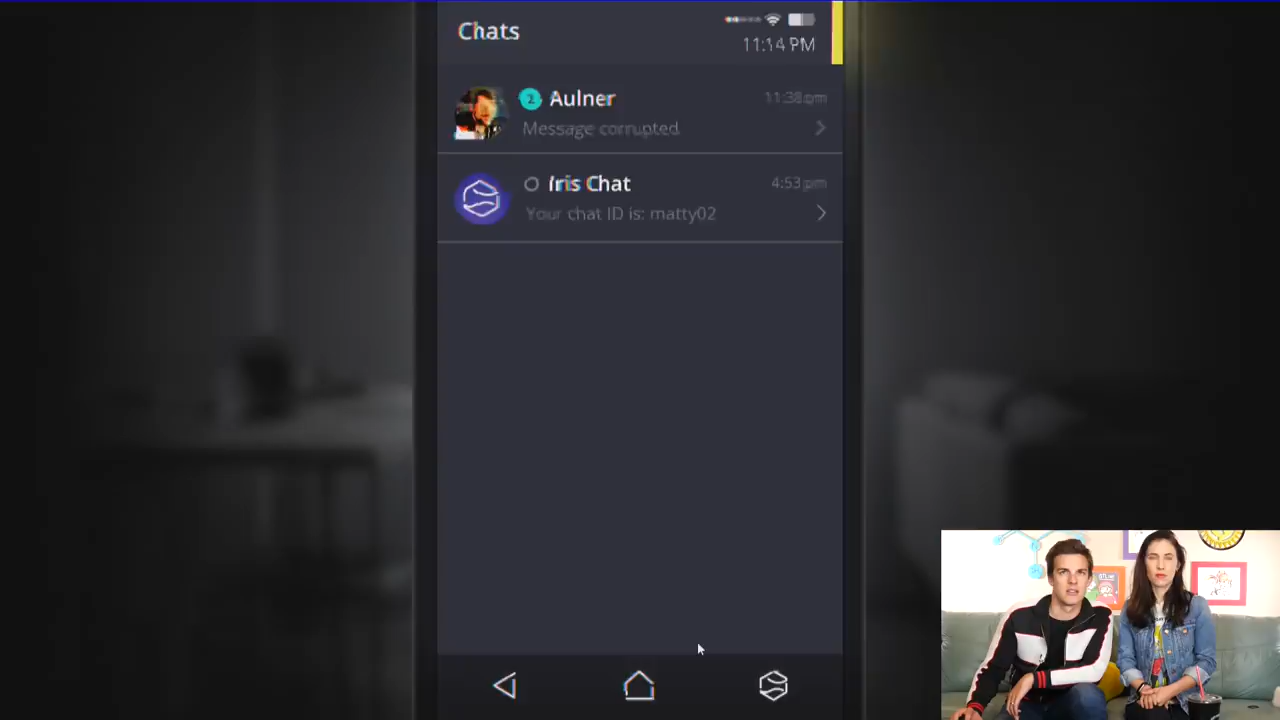 Chats
11:14 PM
2 Aulner 11:38 pm
Message corrupted.
Iris Chat 4:53 pm
Your chat ID is: matty02